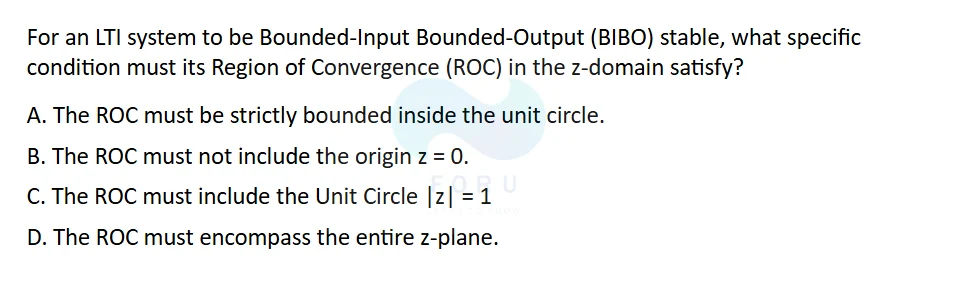 For an LTI system to be Bounded-Input Bounded-Output (BIBO) stable, what specific
condition must its Region of Convergence (ROC) in the z-domain satisfy?
A. The ROC must be strictly bounded inside the unit circle.
B. The ROC must not include the origin z = 0.
FORU
C. The ROC must include the Unit Circle |z| = 1
D. The ROC must encompass the entire z-plane.